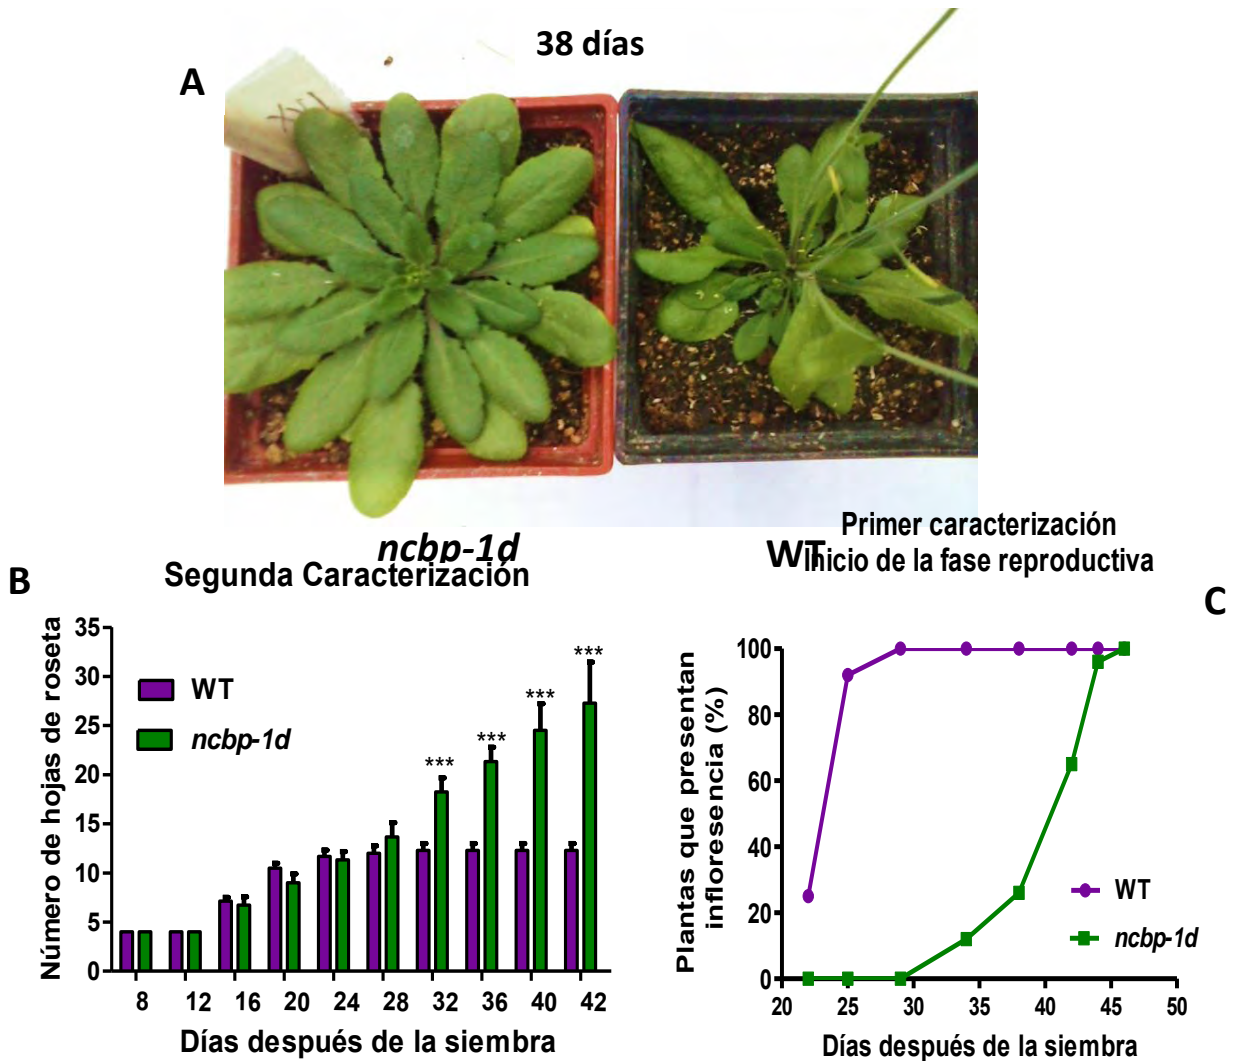 38 días
A
ncbp-1d
WT
Primer caracterización
Inicio de la fase reproductiva
B
Segunda Caracterización
C
Número de hojas de roseta
35
30
25
20
15
10
5
0
WT
ncbp-1d
***
***
***
***
8 12 16 20 24 28 32 36 40 42
Días después de la siembra
Plantas que presentan
infloresencia (%)
100
80
60
40
20
0
WT
ncbp-1d
20 25 30 35 40 45 50
Días después de la siembra